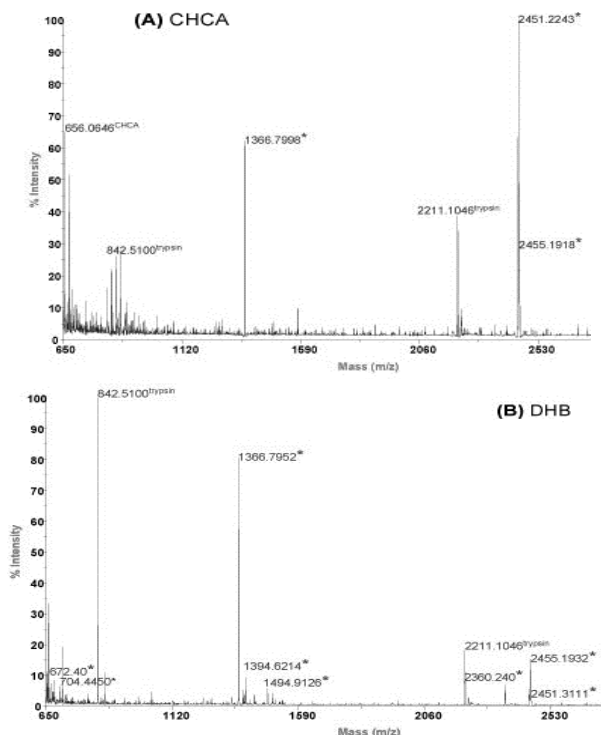 (A) CHCA
% Intensity
100
90
80
70
60
50
40
30
20
10
0
2451.2243*
656.0646CHCA
1366.7998*
2211.1046trypsin
2455.1918*
842.5100trypsin
650 1120 1690 2060 2530
Mass (m/z)
(B) DHB
% Intensity
100
90
80
70
60
50
40
30
20
10
0
842.5100trypsin
1366.7952*
672.40*
704.4450*
1394.6214*
1494.9126*
2211.1046trypsin
2360.240*
2455.1932*
2451.3111*
650 1120 1690 2060 2530
Mass (m/z)